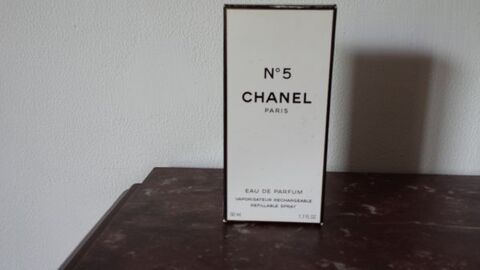 N°5
CHANEL
PARIS
EAU DE PARFUM
VAPORISATEUR RECHARGEABLE
REFILLABLE SPRAY
50 ml 1.7 FL.OZ